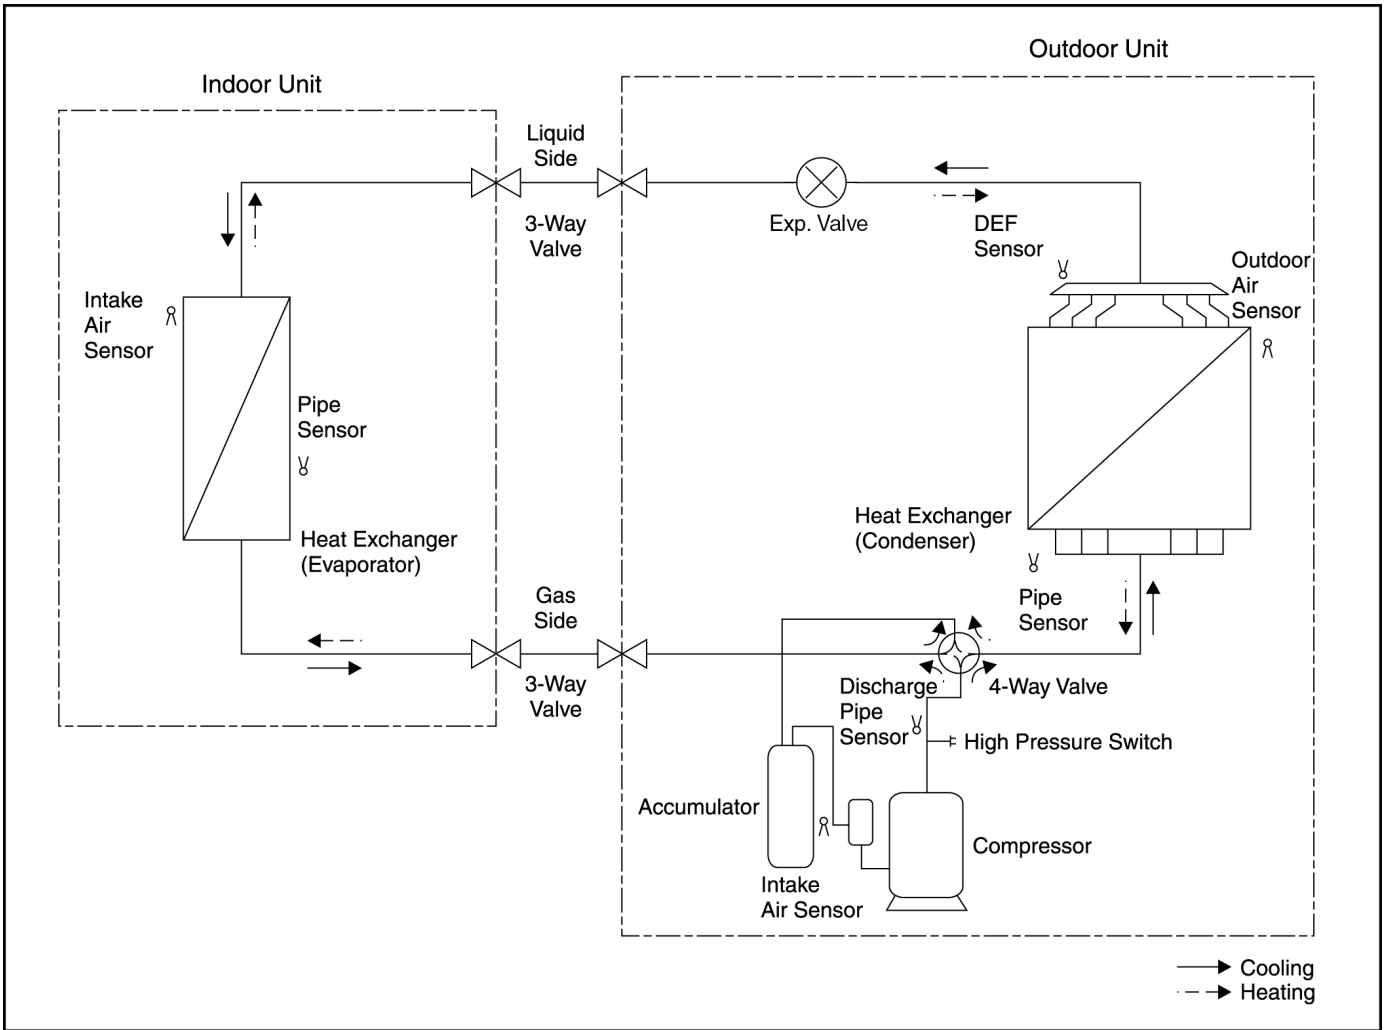 Outdoor Unit
Indoor Unit
Liquid
Side
3-Way
Valve
Exp. Valve
DEF
Sensor
Outdoor
Air
Sensor
Intake
Air
Sensor
Pipe
Sensor
Heat Exchanger
(Evaporator)
Heat Exchanger
(Condenser)
Pipe
Sensor
Gas
Side
3-Way
Valve
Discharge
Pipe
Sensor
4-Way Valve
High Pressure Switch
Accumulator
Compressor
Intake
Air Sensor
Cooling
Heating